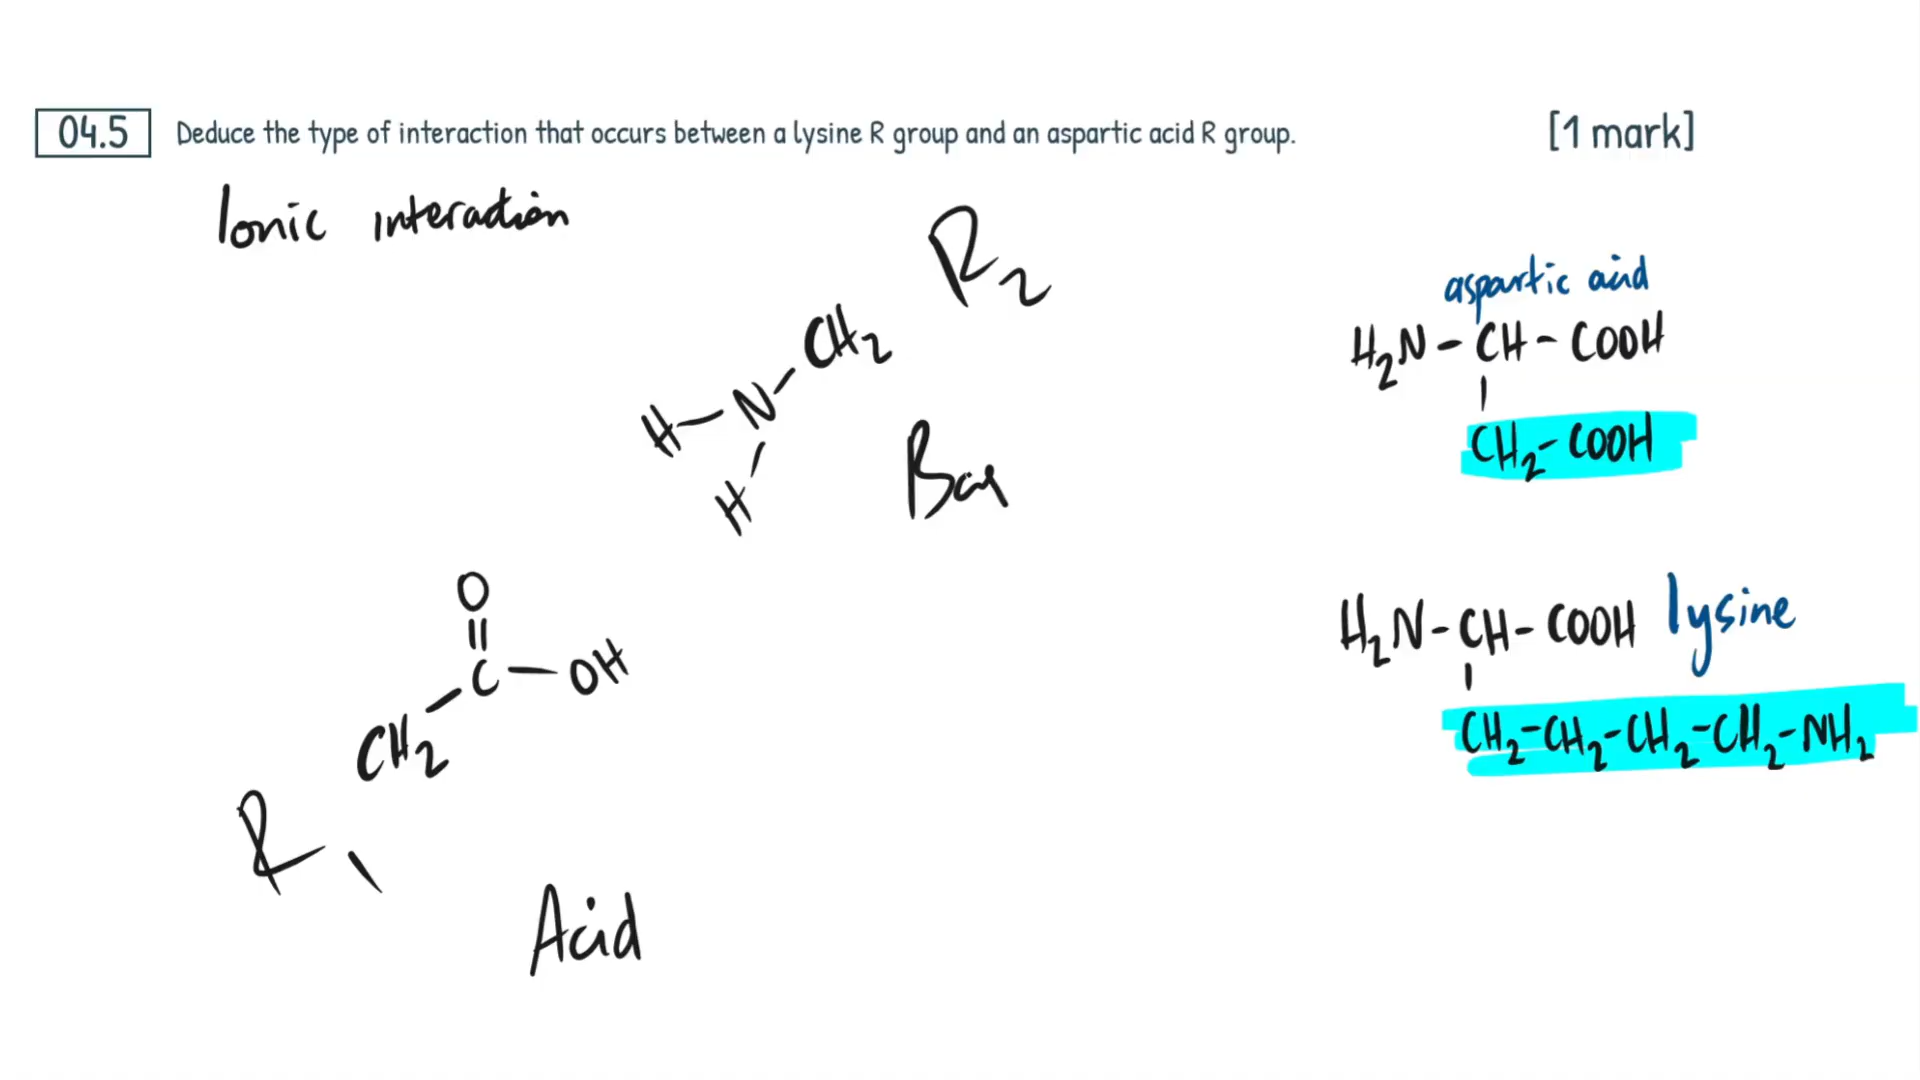 04.5 Deduce the type of interaction that occurs between a lysine R group and an aspartic acid R group. [1 mark]
Ionic interaction
R₂
CH₂
H-N
H
O
||
C-OH
CH₂
R₁
Acid
aspartic acid
H₂N-CH-COOH
|
CH₂-COOH
H₂N-CH-COOH lysine
|
CH₂-CH₂-CH₂-CH₂-NH₂